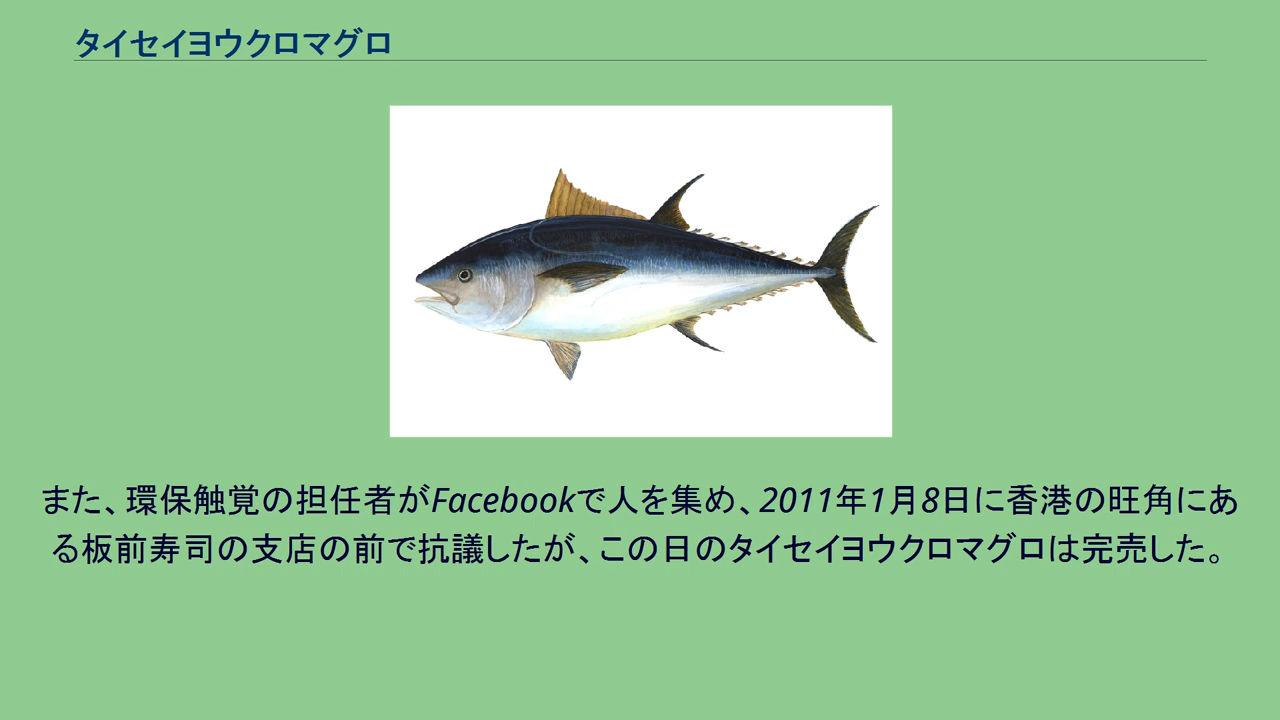 タイセイヨウクロマグロ
また、環保触覚の担任者がFacebookで人を集め、2011年1月8日に香港の旺角にあ
る板前寿司の支店の前で抗議したが、この日のタイセイヨウクロマグロは完売した。